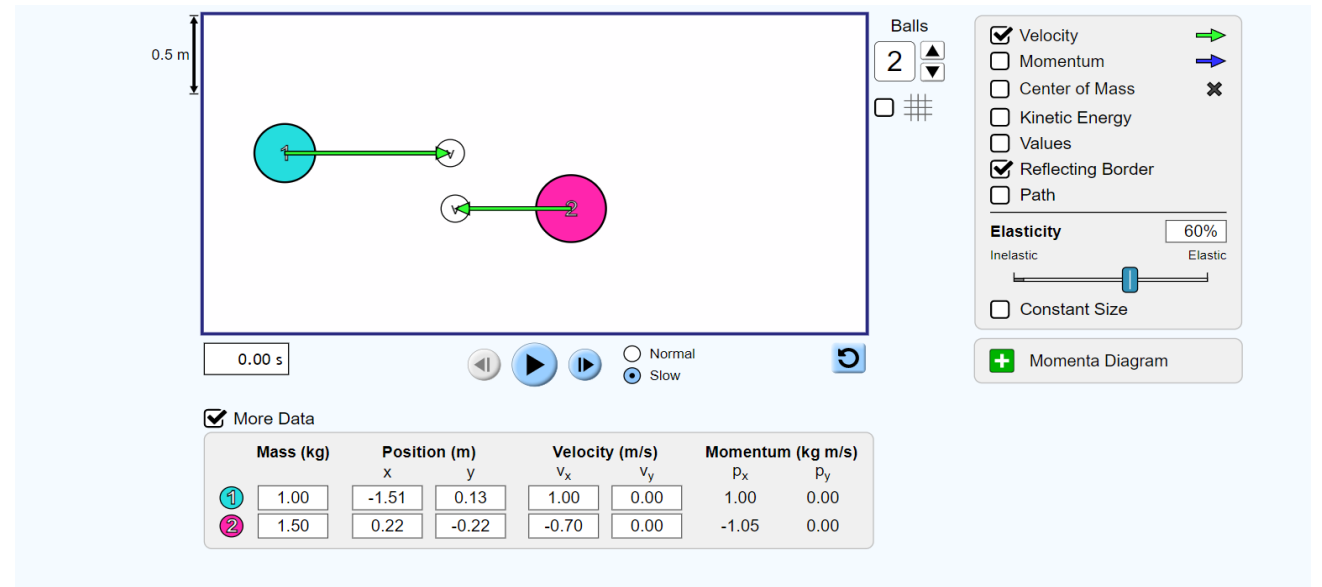 0.5 m
1
v
v
2
Balls
2
Velocity
Momentum
Center of Mass
Kinetic Energy
Values
Reflecting Border
Path
Elasticity 60%
Inelastic Elastic
Constant Size
Momenta Diagram
0.00 s
Normal
Slow
More Data
Mass (kg) Position (m) Velocity (m/s) Momentum (kg m/s)
x y vx vy px py
1 1.00 -1.51 0.13 1.00 0.00 1.00 0.00
2 1.50 0.22 -0.22 -0.70 0.00 -1.05 0.00